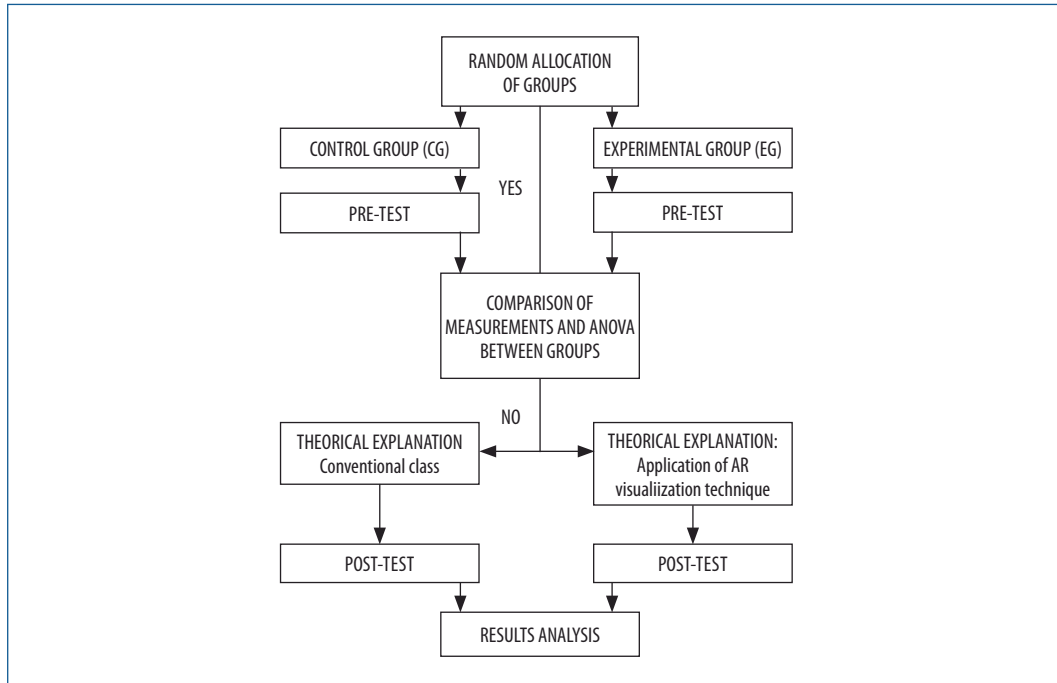 RANDOM ALLOCATION
OF GROUPS
CONTROL GROUP (CG)
EXPERIMENTAL GROUP (EG)
YES
PRE-TEST
PRE-TEST
COMPARISON OF
MEASUREMENTS AND ANOVA
BETWEEN GROUPS
NO
THEORICAL EXPLANATION
Conventional class
THEORICAL EXPLANATION:
Application of AR
visualiization technique
POST-TEST
POST-TEST
RESULTS ANALYSIS